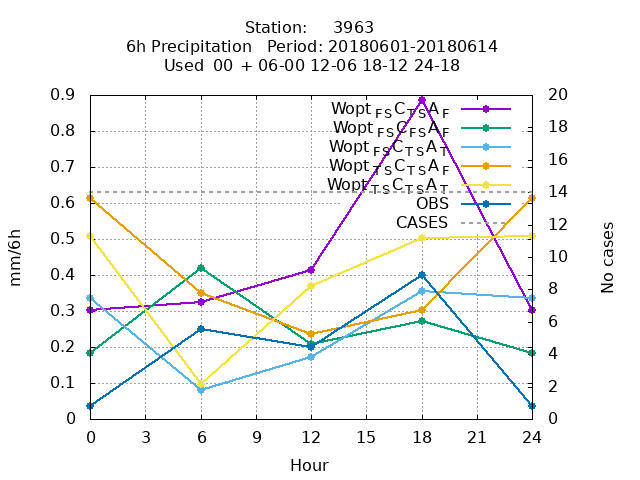 Station: 3963
6h Precipitation Period: 20180601-20180614
Used 00 + 06-00 12-06 18-12 24-18
0.9 20
Wopt FS C TS A F
0.8 18
Wopt FS C FS A F
Wopt FS C TS A T
0.7 16
Wopt TS C TS A F
Wopt TS C TS A T
14
0.6 OBS
CASES 12
0.5
10
0.4
8
0.3
6
0.2 4
0.1 2
0 0
mm/6h
No cases
0 3 6 9 12 15 18 21 24
Hour